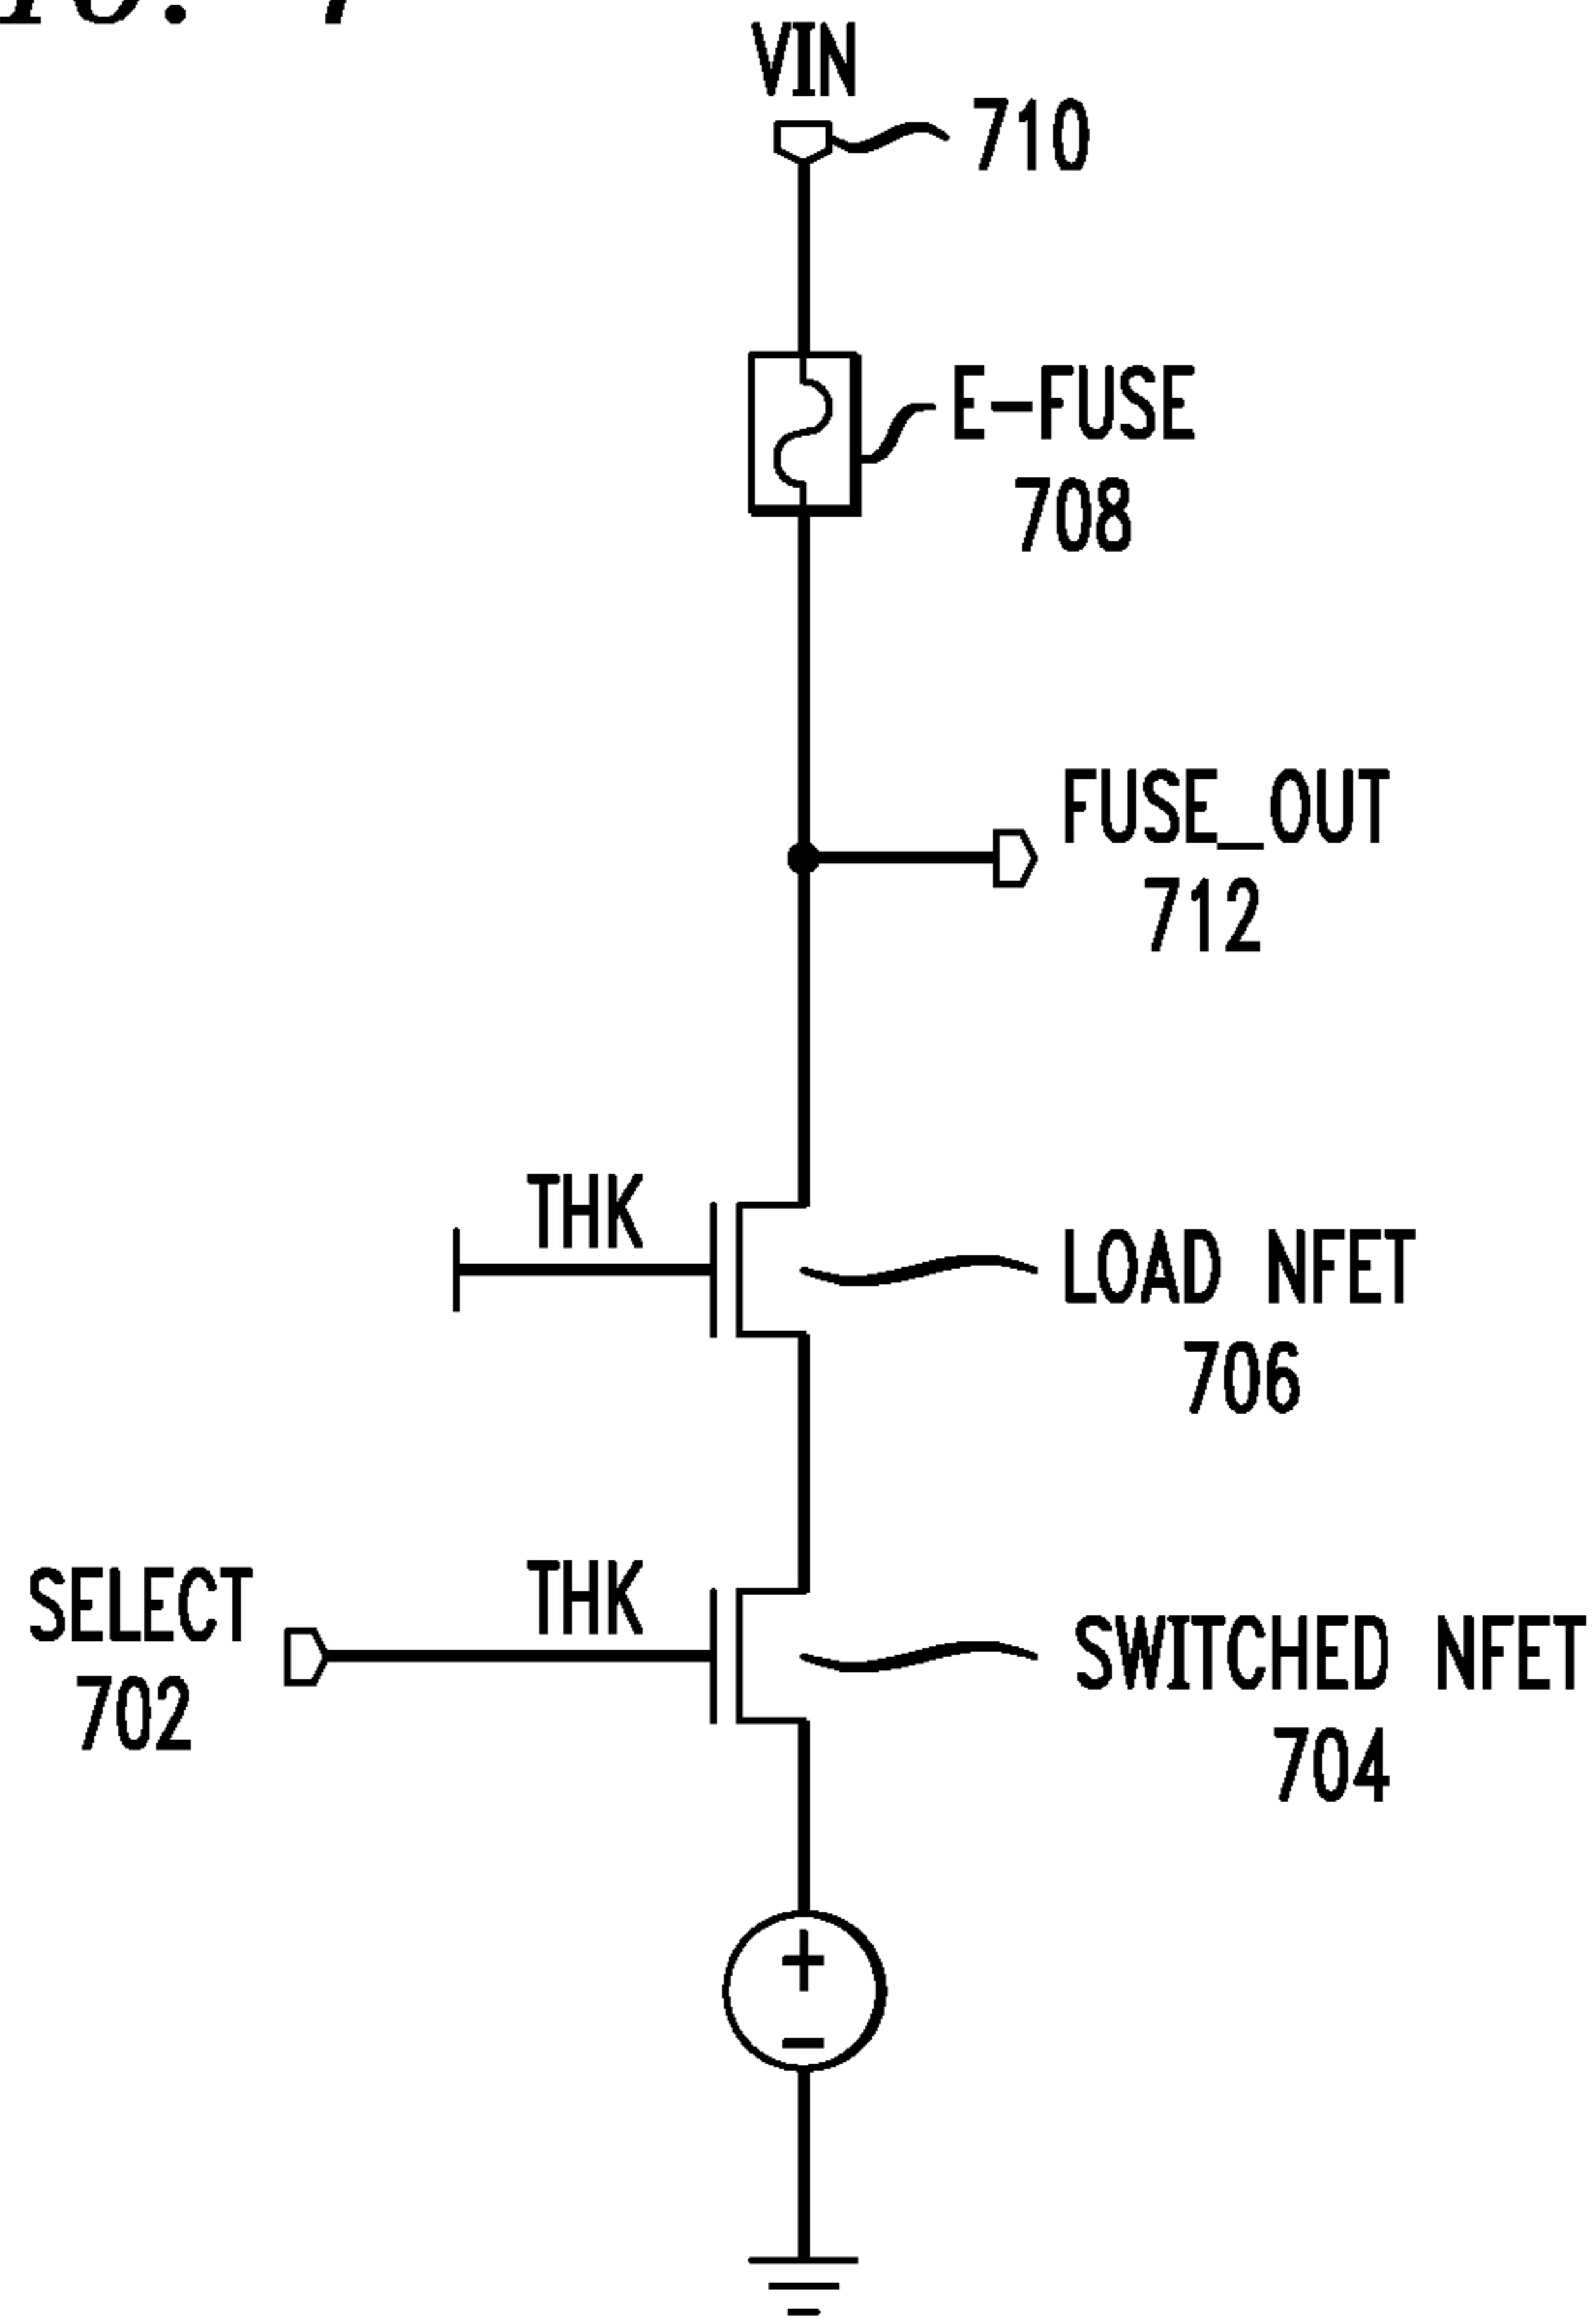 VIN
710
E-FUSE
708
FUSE_OUT
712
THK
LOAD NFET
706
SELECT
702
THK
SWITCHED NFET
704
+
-